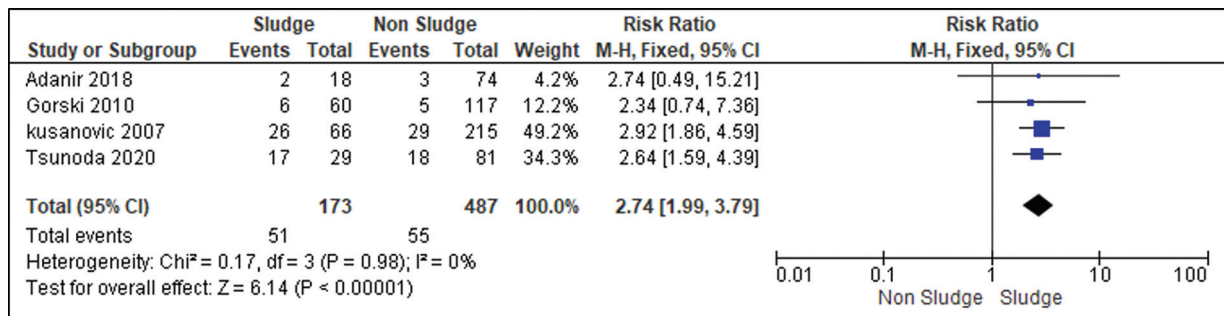 Sludge Non Sludge Risk Ratio Risk Ratio
Study or Subgroup Events Total Events Total Weight M-H, Fixed, 95% CI M-H, Fixed, 95% CI
Adanir 2018 2 18 3 74 4.2% 2.74 [0.49, 15.21]
Gorski 2010 6 60 5 117 12.2% 2.34 [0.74, 7.36]
kusanovic 2007 26 66 29 215 49.2% 2.92 [1.86, 4.59]
Tsunoda 2020 17 29 18 81 34.3% 2.64 [1.59, 4.39]
Total (95% CI) 173 487 100.0% 2.74 [1.99, 3.79]
Total events 51 55
Heterogeneity: Chi² = 0.17, df = 3 (P = 0.98); I² = 0%
Test for overall effect: Z = 6.14 (P < 0.00001)
0.01 0.1 1 10 100
Non Sludge Sludge